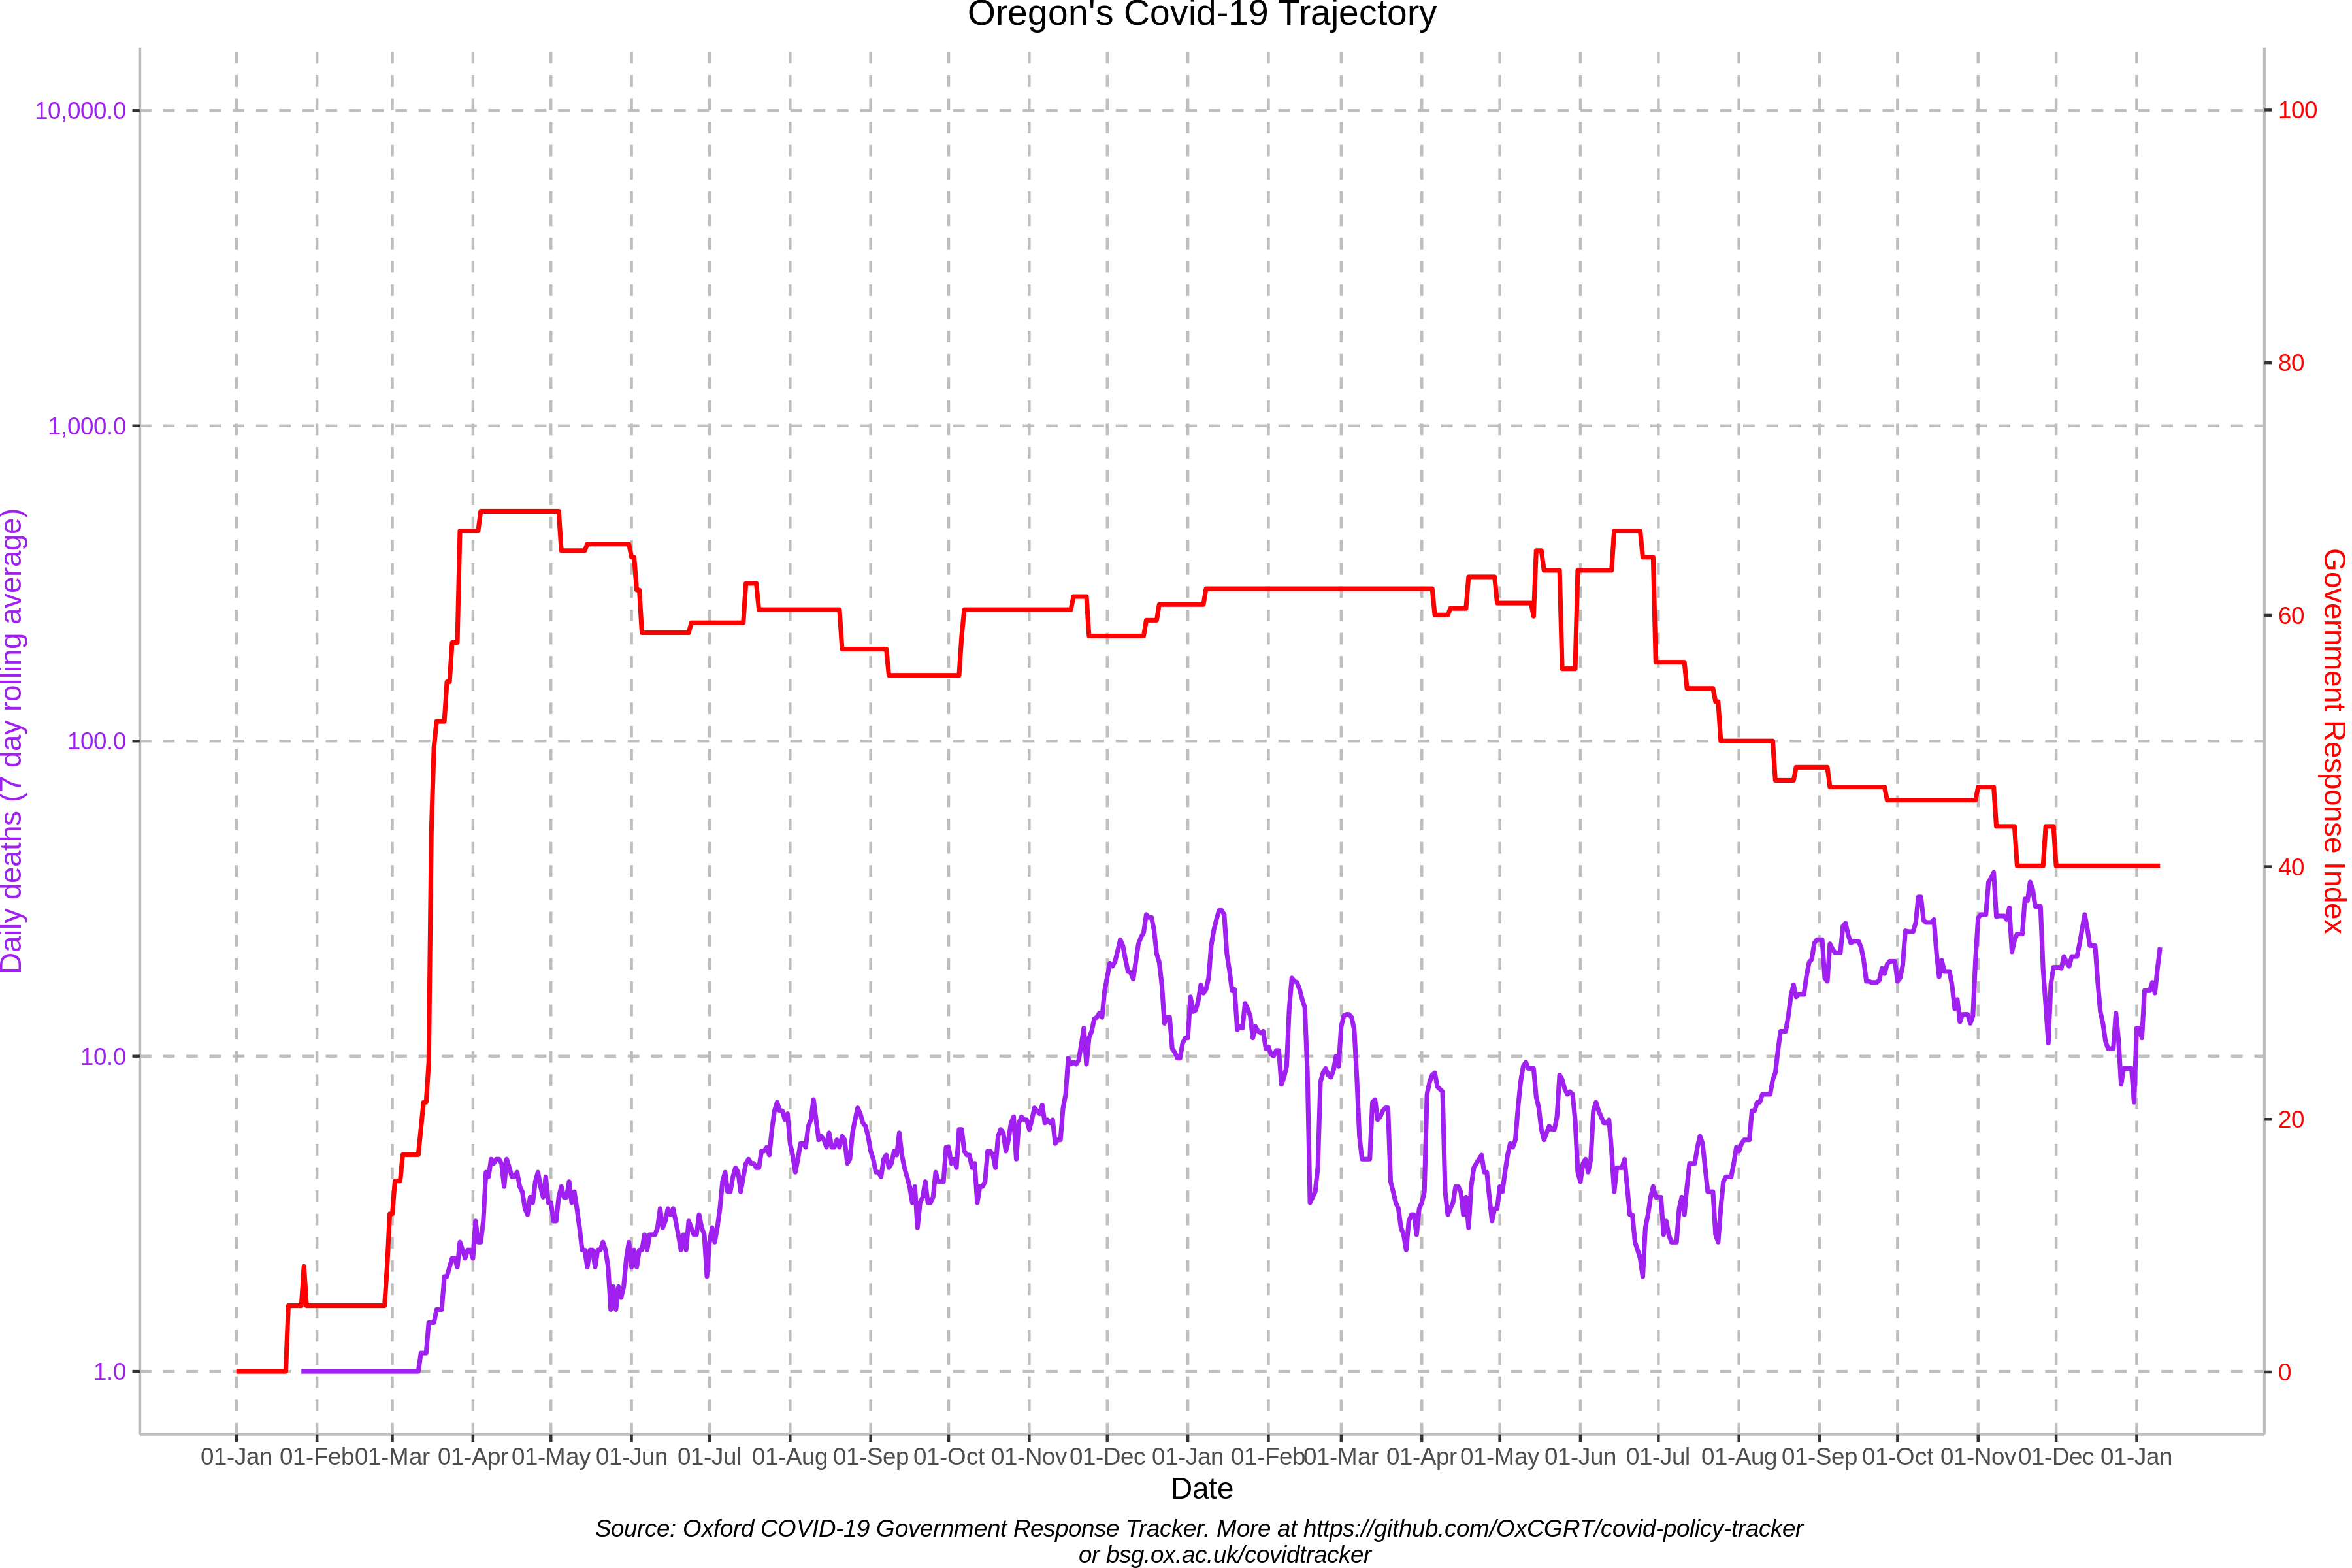 Oregon's Covid-19 Trajectory
10,000.0
1,000.0
100.0
10.0
1.0
Daily deaths (7 day rolling average)
100
80
60
40
20
0
Government Response Index
01-Jan 01-Feb 01-Mar 01-Apr 01-May 01-Jun 01-Jul 01-Aug 01-Sep 01-Oct 01-Nov 01-Dec 01-Jan 01-Feb 01-Mar 01-Apr 01-May 01-Jun 01-Jul 01-Aug 01-Sep 01-Oct 01-Nov 01-Dec 01-Jan
Date
Source: Oxford COVID-19 Government Response Tracker. More at https://github.com/OxCGRT/covid-policy-tracker
or bsg.ox.ac.uk/covidtracker